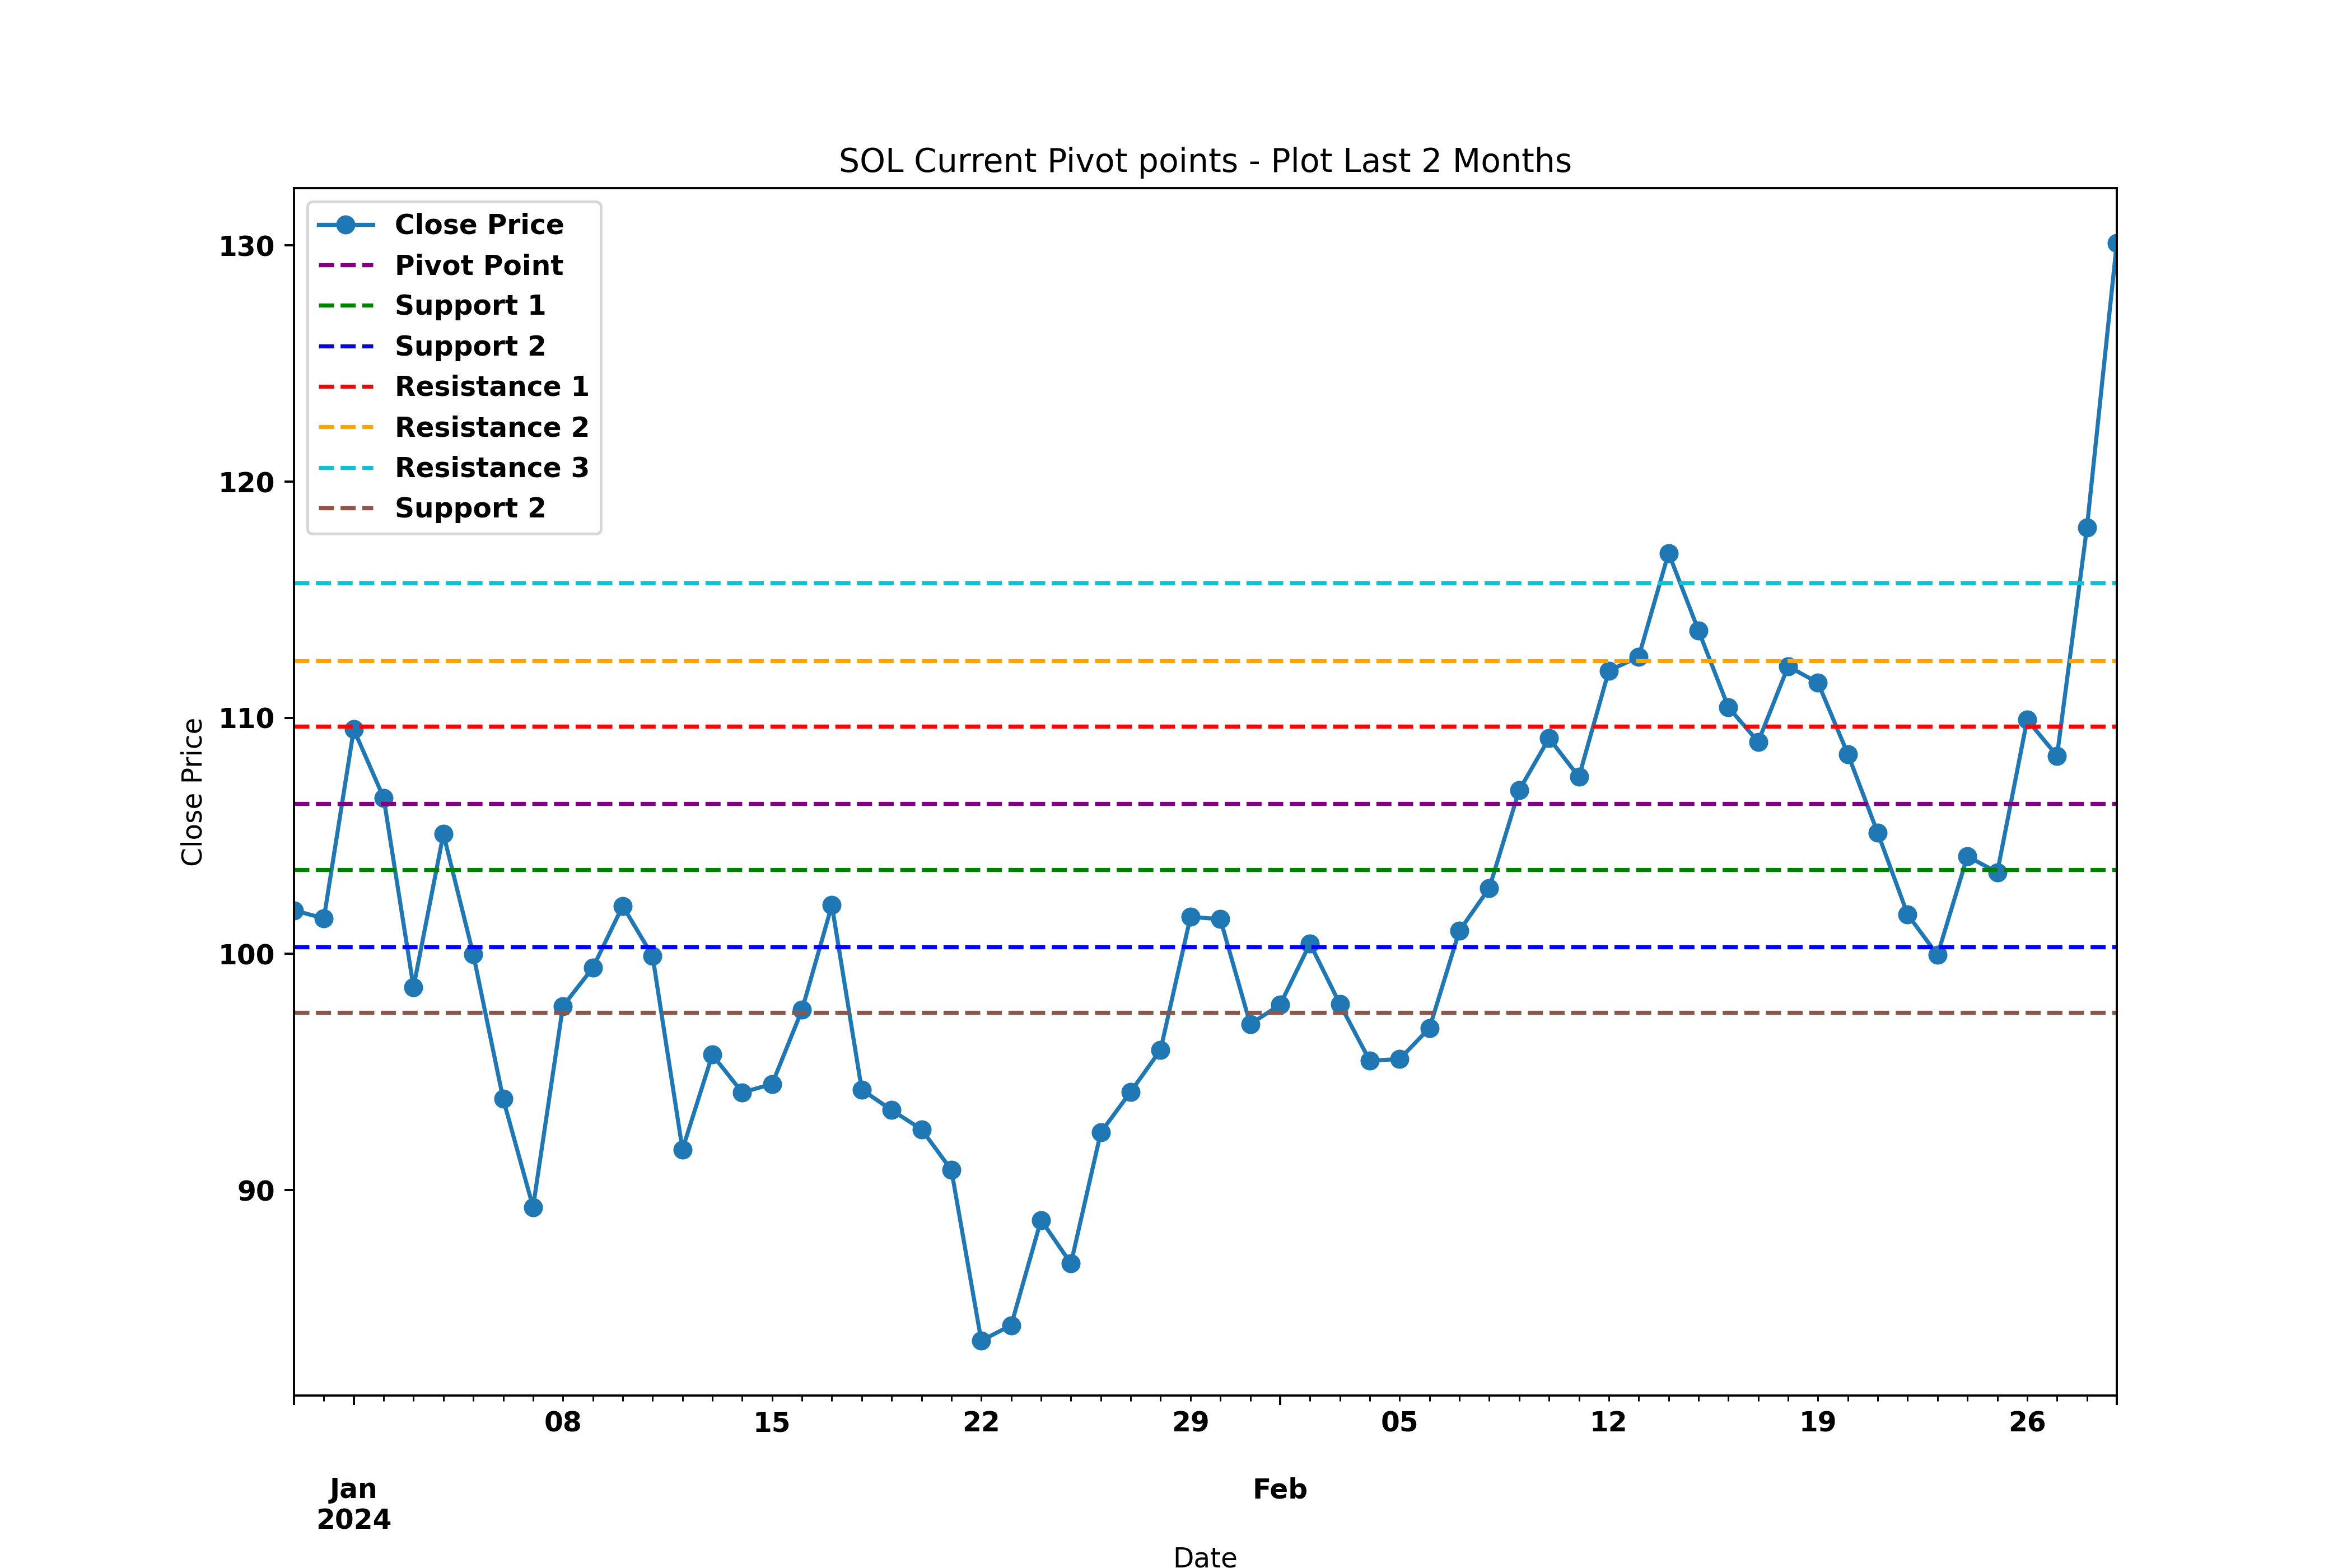 SOL Current Pivot points - Plot Last 2 Months
Close Price
Pivot Point
Support 1
Support 2
Resistance 1
Resistance 2
Resistance 3
Support 2
130
120
110
100
90
Close Price
08 15 22 29 05 12 19 26
Jan Feb
2024
Date